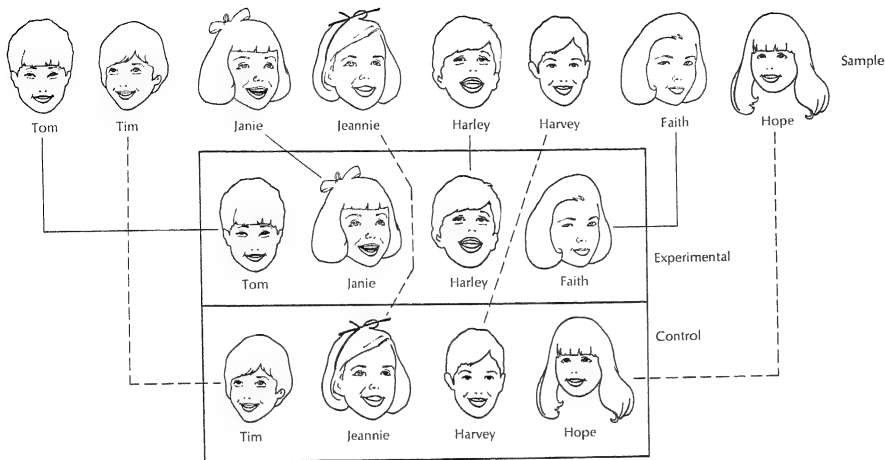 Sample
Tom Tim Janie Jeannie Harley Harvey Faith Hope
Experimental
Tom Janie Harley Faith
Control
Tim Jeannie Harvey Hope